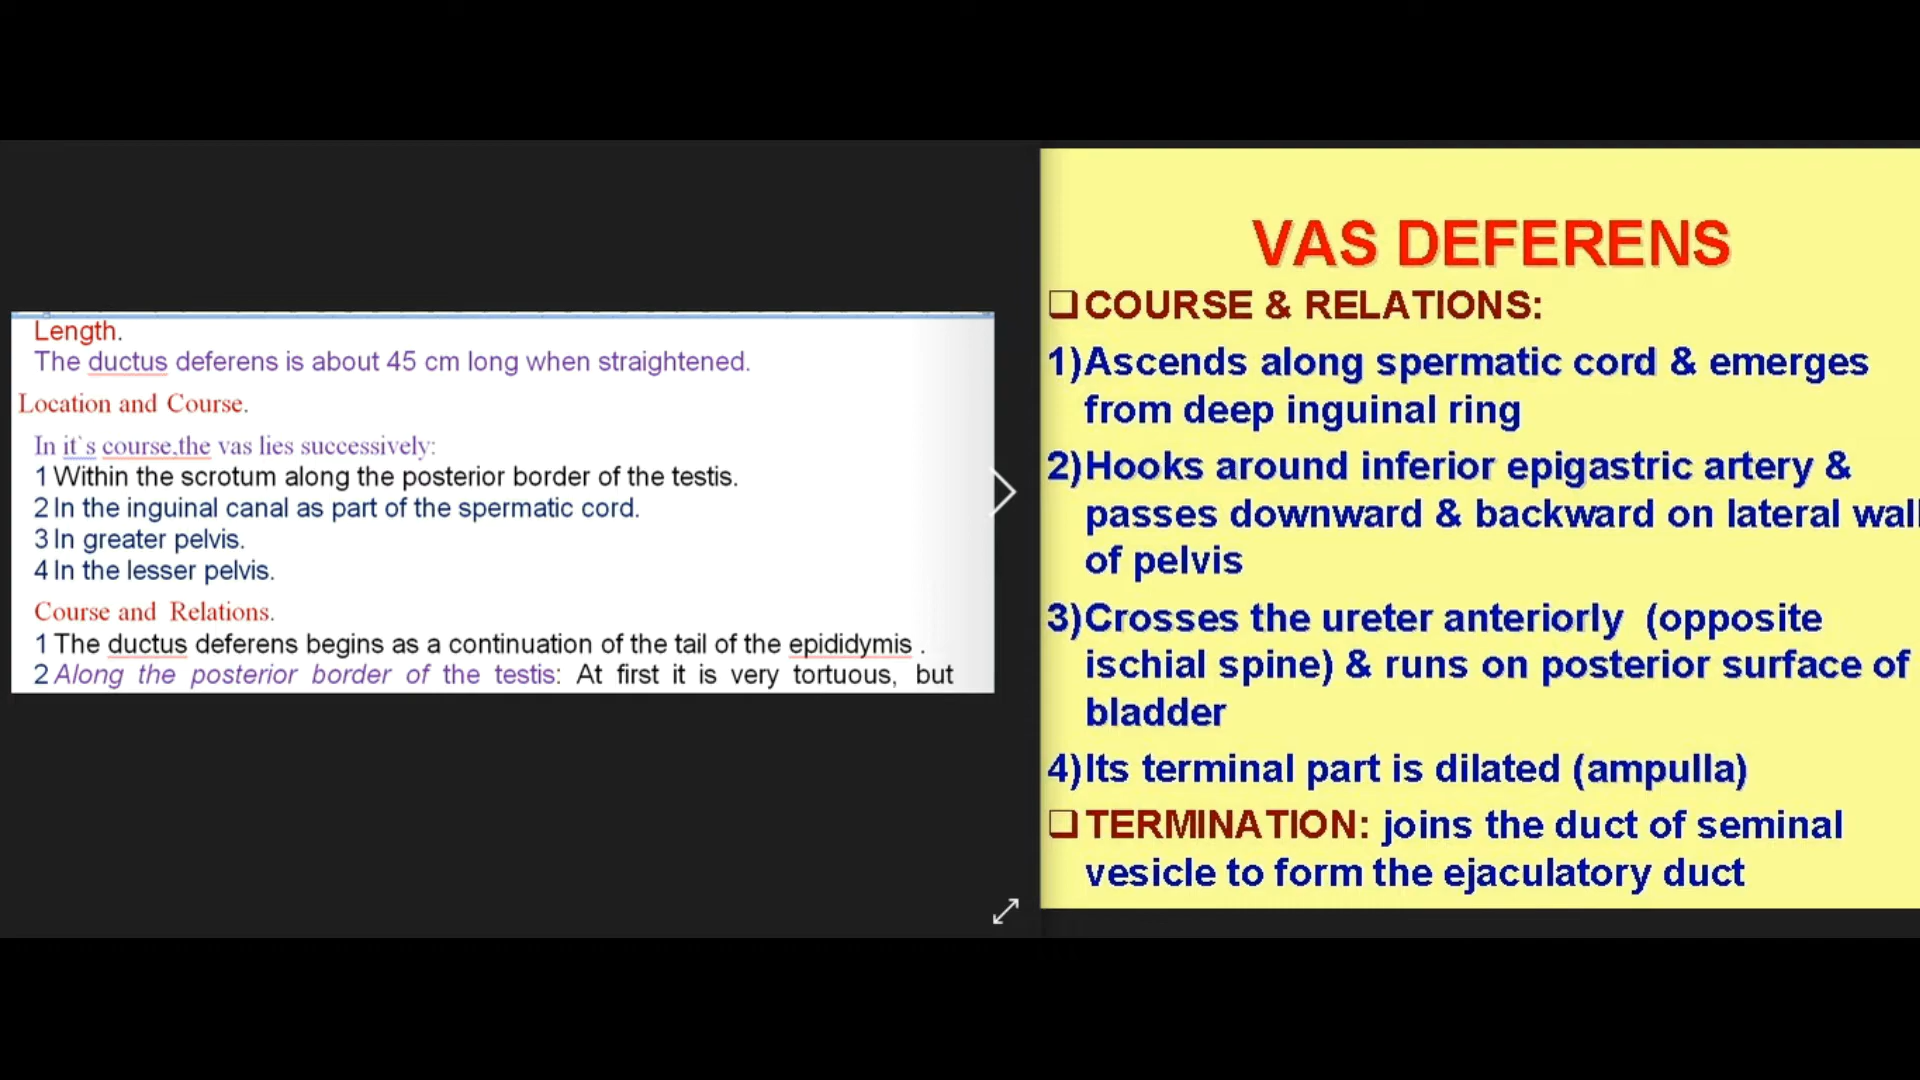 Length.
The ductus deferens is about 45 cm long when straightened.
Location and Course.
In it`s course,the vas lies successively:
1 Within the scrotum along the posterior border of the testis.
2 In the inguinal canal as part of the spermatic cord.
3 In greater pelvis.
4 In the lesser pelvis.
Course and Relations.
1 The ductus deferens begins as a continuation of the tail of the epididymis .
2 Along the posterior border of the testis: At first it is very tortuous, but
VAS DEFERENS
❑COURSE & RELATIONS:
1)Ascends along spermatic cord & emerges
from deep inguinal ring
2)Hooks around inferior epigastric artery &
passes downward & backward on lateral wall
of pelvis
3)Crosses the ureter anteriorly (opposite
ischial spine) & runs on posterior surface of
bladder
4)Its terminal part is dilated (ampulla)
❑TERMINATION: joins the duct of seminal
vesicle to form the ejaculatory duct